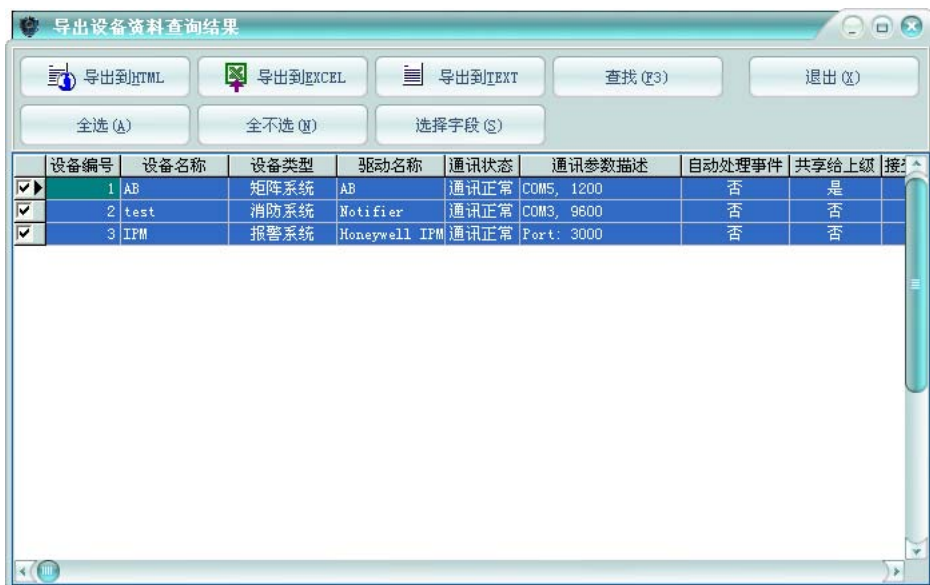 导出设备资料查询结果
导出到HTML 导出到EXCEL 导出到TEXT 查找(F3) 退出(X)
全选(A) 全不选(N) 选择字段(S)
设备编号 设备名称 设备类型 驱动名称 通讯状态 通讯参数描述 自动处理事件 共享给上级
1 AB 矩阵系统 AB 通讯正常 COM5, 1200 否 是
2 test 消防系统 Notifier 通讯正常 COM3, 9600 否 否
3 IPM 报警系统 Honeywell IPM 通讯正常 Port: 3000 否 否